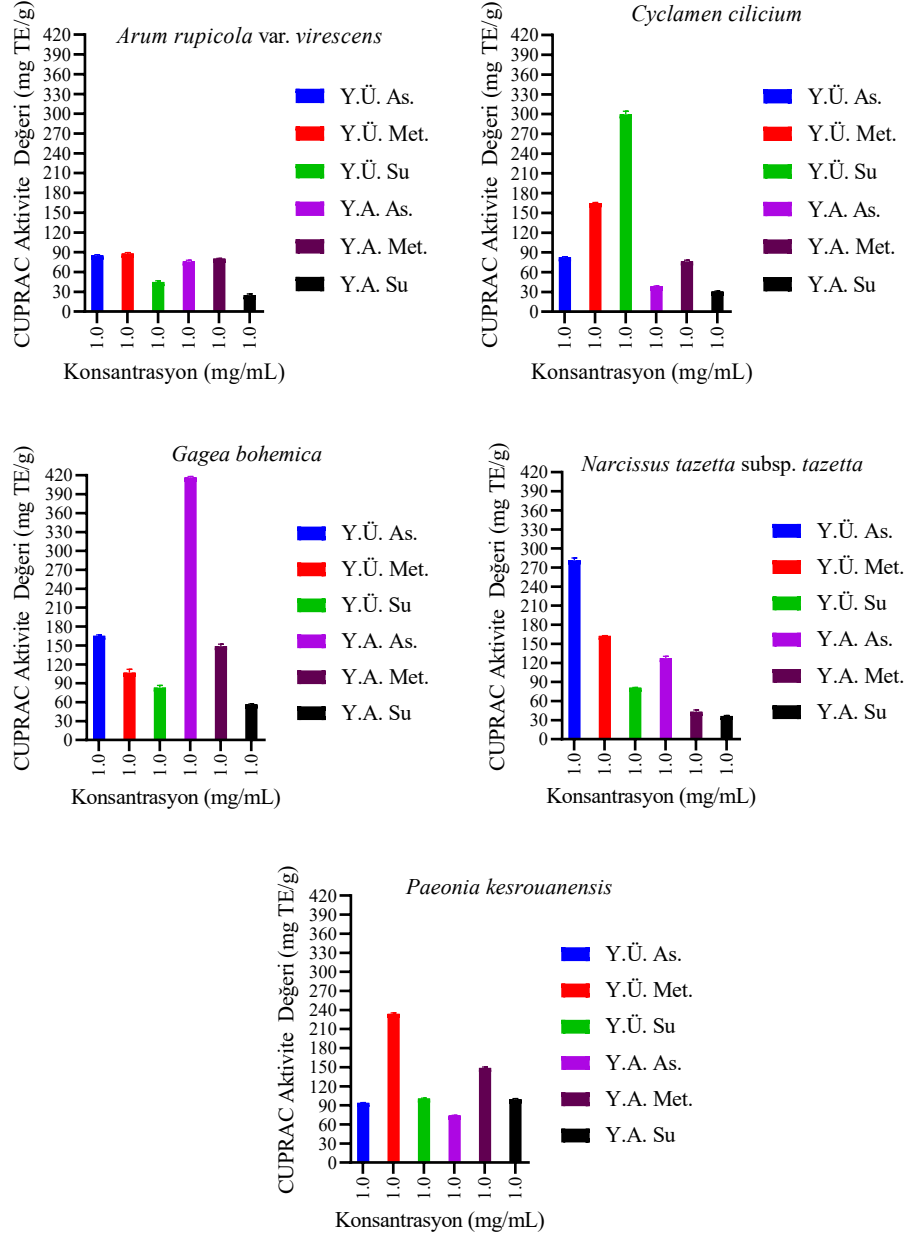 Arum rupicola var. virescens
CUPRAC Aktivite Değeri (mg TE/g)
420
390
360
330
300
270
240
210
180
150
120
90
60
30
0
1.0
1.0
1.0
1.0
1.0
1.0
Konsantrasyon (mg/mL)
Y.Ü. As.
Y.Ü. Met.
Y.Ü. Su
Y.A. As.
Y.A. Met.
Y.A. Su
Cyclamen cilicium
CUPRAC Aktivite Değeri (mg TE/g)
420
390
360
330
300
270
240
210
180
150
120
90
60
30
0
1.0
1.0
1.0
1.0
1.0
1.0
Konsantrasyon (mg/mL)
Y.Ü. As.
Y.Ü. Met.
Y.Ü. Su
Y.A. As.
Y.A. Met.
Y.A. Su
Gagea bohemica
CUPRAC Aktivite Değeri (mg TE/g)
420
390
360
330
300
270
240
210
180
150
120
90
60
30
0
1.0
1.0
1.0
1.0
1.0
1.0
Konsantrasyon (mg/mL)
Y.Ü. As.
Y.Ü. Met.
Y.Ü. Su
Y.A. As.
Y.A. Met.
Y.A. Su
Narcissus tazetta subsp. tazetta
CUPRAC Aktivite Değeri (mg TE/g)
420
390
360
330
300
270
240
210
180
150
120
90
60
30
0
1.0
1.0
1.0
1.0
1.0
1.0
Konsantrasyon (mg/mL)
Y.Ü. As.
Y.Ü. Met.
Y.Ü. Su
Y.A. As.
Y.A. Met.
Y.A. Su
Paeonia kesrouanensis
CUPRAC Aktivite Değeri (mg TE/g)
420
390
360
330
300
270
240
210
180
150
120
90
60
30
0
1.0
1.0
1.0
1.0
1.0
1.0
Konsantrasyon (mg/mL)
Y.Ü. As.
Y.Ü. Met.
Y.Ü. Su
Y.A. As.
Y.A. Met.
Y.A. Su